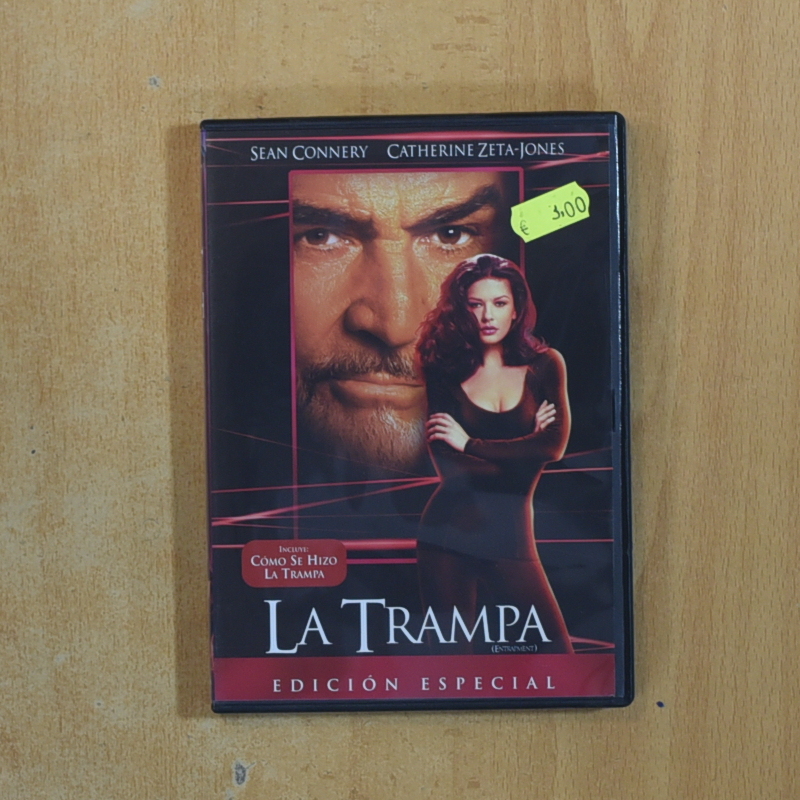 SEAN CONNERY CATHERINE ZETA-JONES
€ 3,00
INCLUYE:
CÓMO SE HIZO
LA TRAMPA
LA TRAMPA
(ENTRAPMENT)
EDICIÓN ESPECIAL